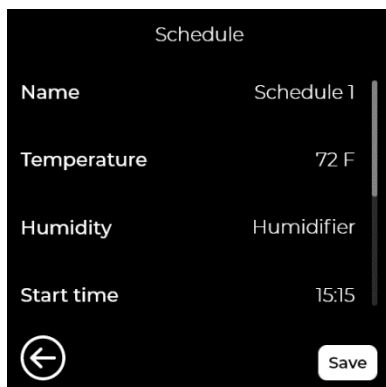 Schedule
Name Schedule 1
Temperature 72 F
Humidity Humidifier
Start time 15:15
Save